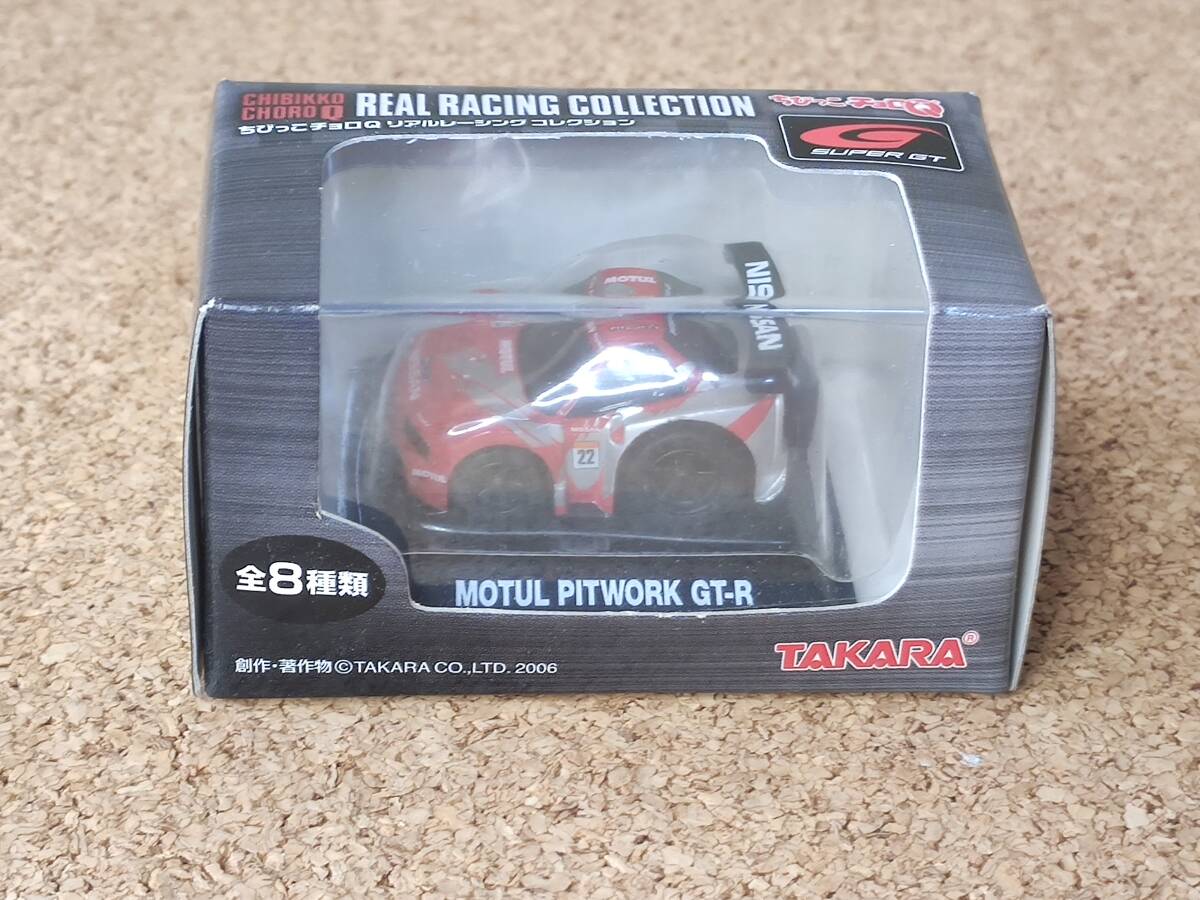 CHIBIKKO
CHORO Q
REAL RACING COLLECTION
ちびっこチョロQ リアルレーシング コレクション
ちびっこ チョロQ
SUPER GT
MOTUL
NISSAN
MOTUL
NISSAN
22
MOTUL PITWORK GT-R
全8種類
TAKARA®
創作・著作物©TAKARA CO.,LTD. 2006